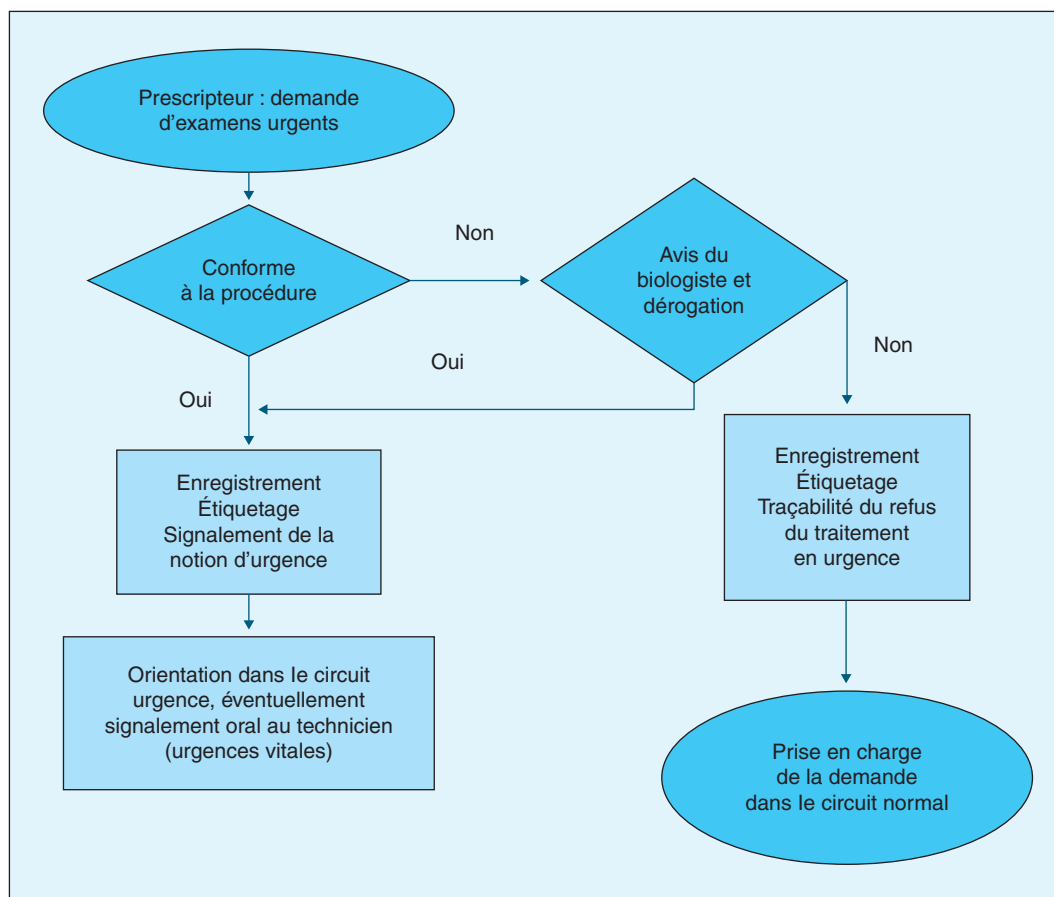 Prescripteur : demande
d'examens urgents
Conforme
à la procédure
Non
Avis du
biologiste et
dérogation
Oui
Non
Oui
Enregistrement
Étiquetage
Signalement de la
notion d'urgence
Enregistrement
Étiquetage
Traçabilité du refus
du traitement
en urgence
Orientation dans le circuit
urgence, éventuellement
signalement oral au technicien
(urgences vitales)
Prise en charge
de la demande
dans le circuit normal